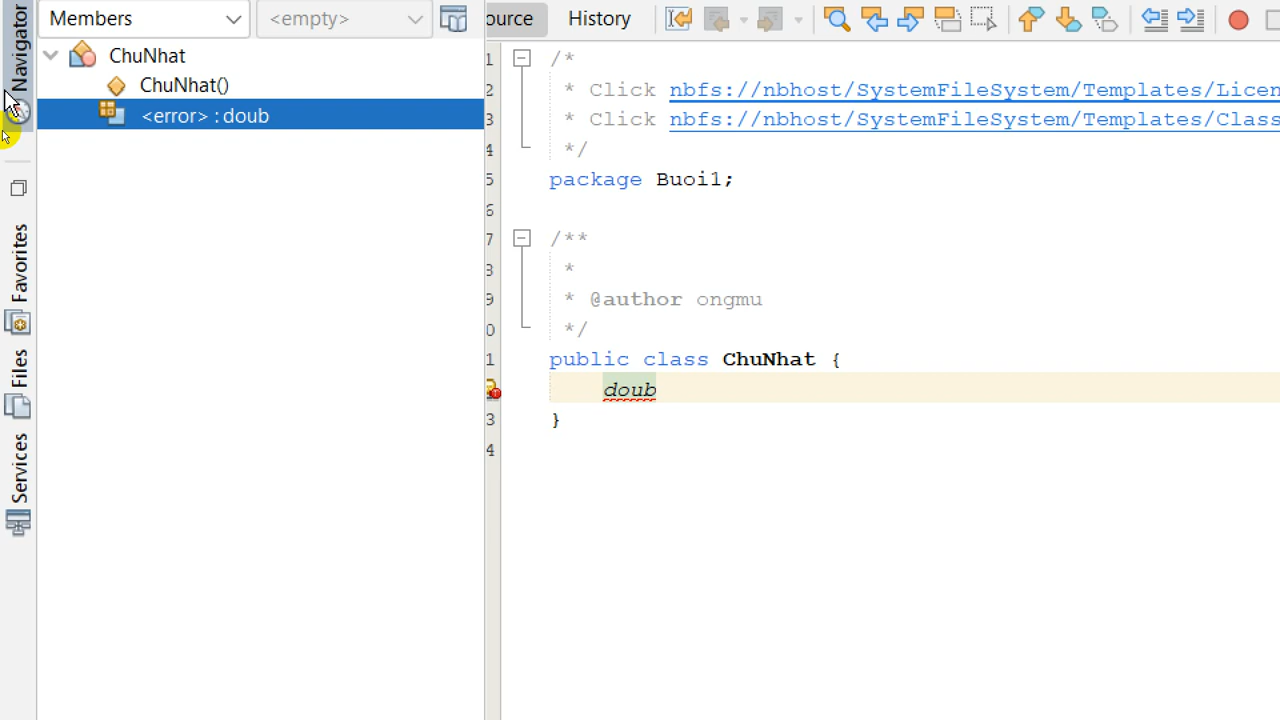 Navigator
Favorites
Files
Services
Members
<empty>
ChuNhat
ChuNhat()
<error> : doub
ource
History
1 /*
2 * Click nbfs://nbhost/SystemFileSystem/Templates/Licen
3 * Click nbfs://nbhost/SystemFileSystem/Templates/Class
4 */
5 package Buoi1;
6
7 /**
8 *
9 * @author ongmu
0 */
1 public class ChuNhat {
doub
3 }
4